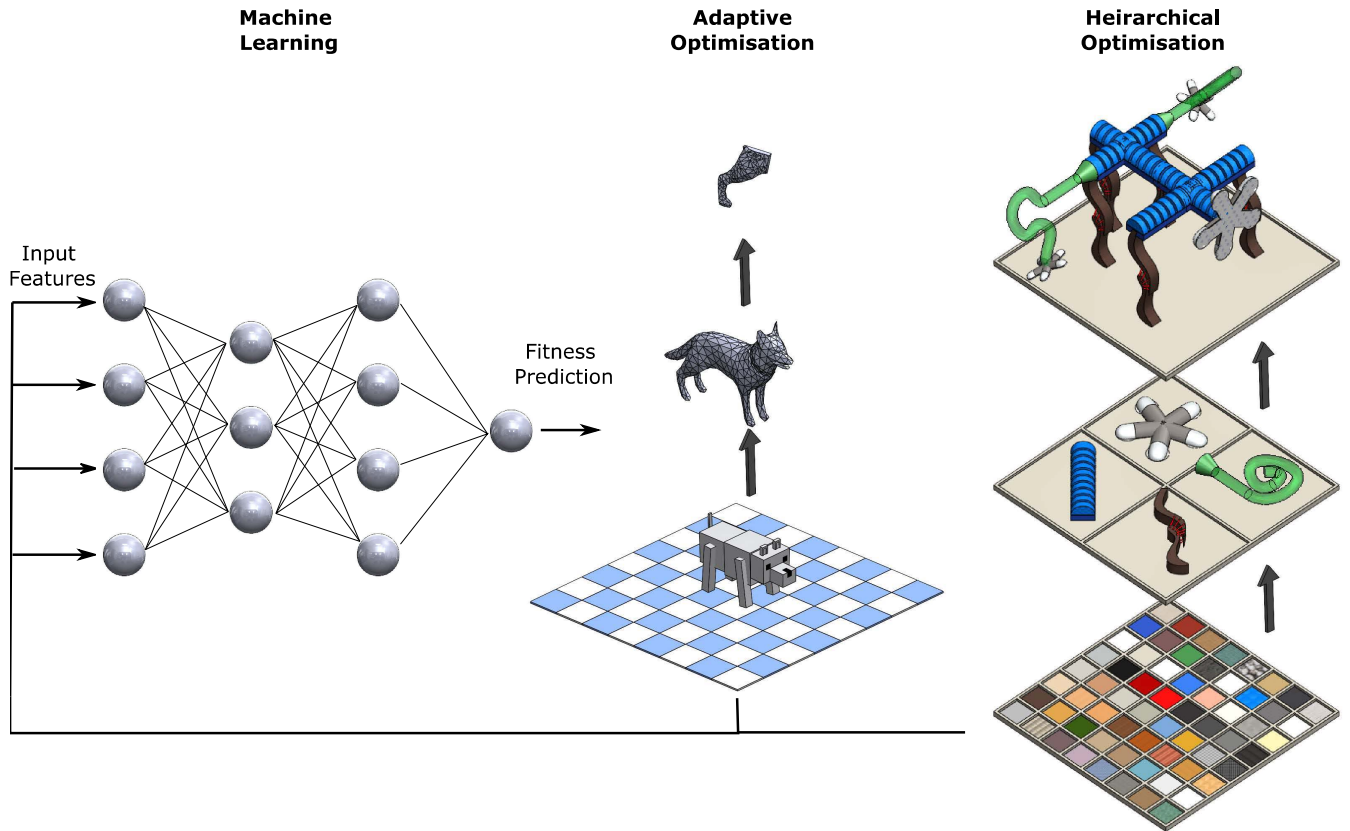 Machine
Learning
Adaptive
Optimisation
Heirarchical
Optimisation
Input
Features
Fitness
Prediction